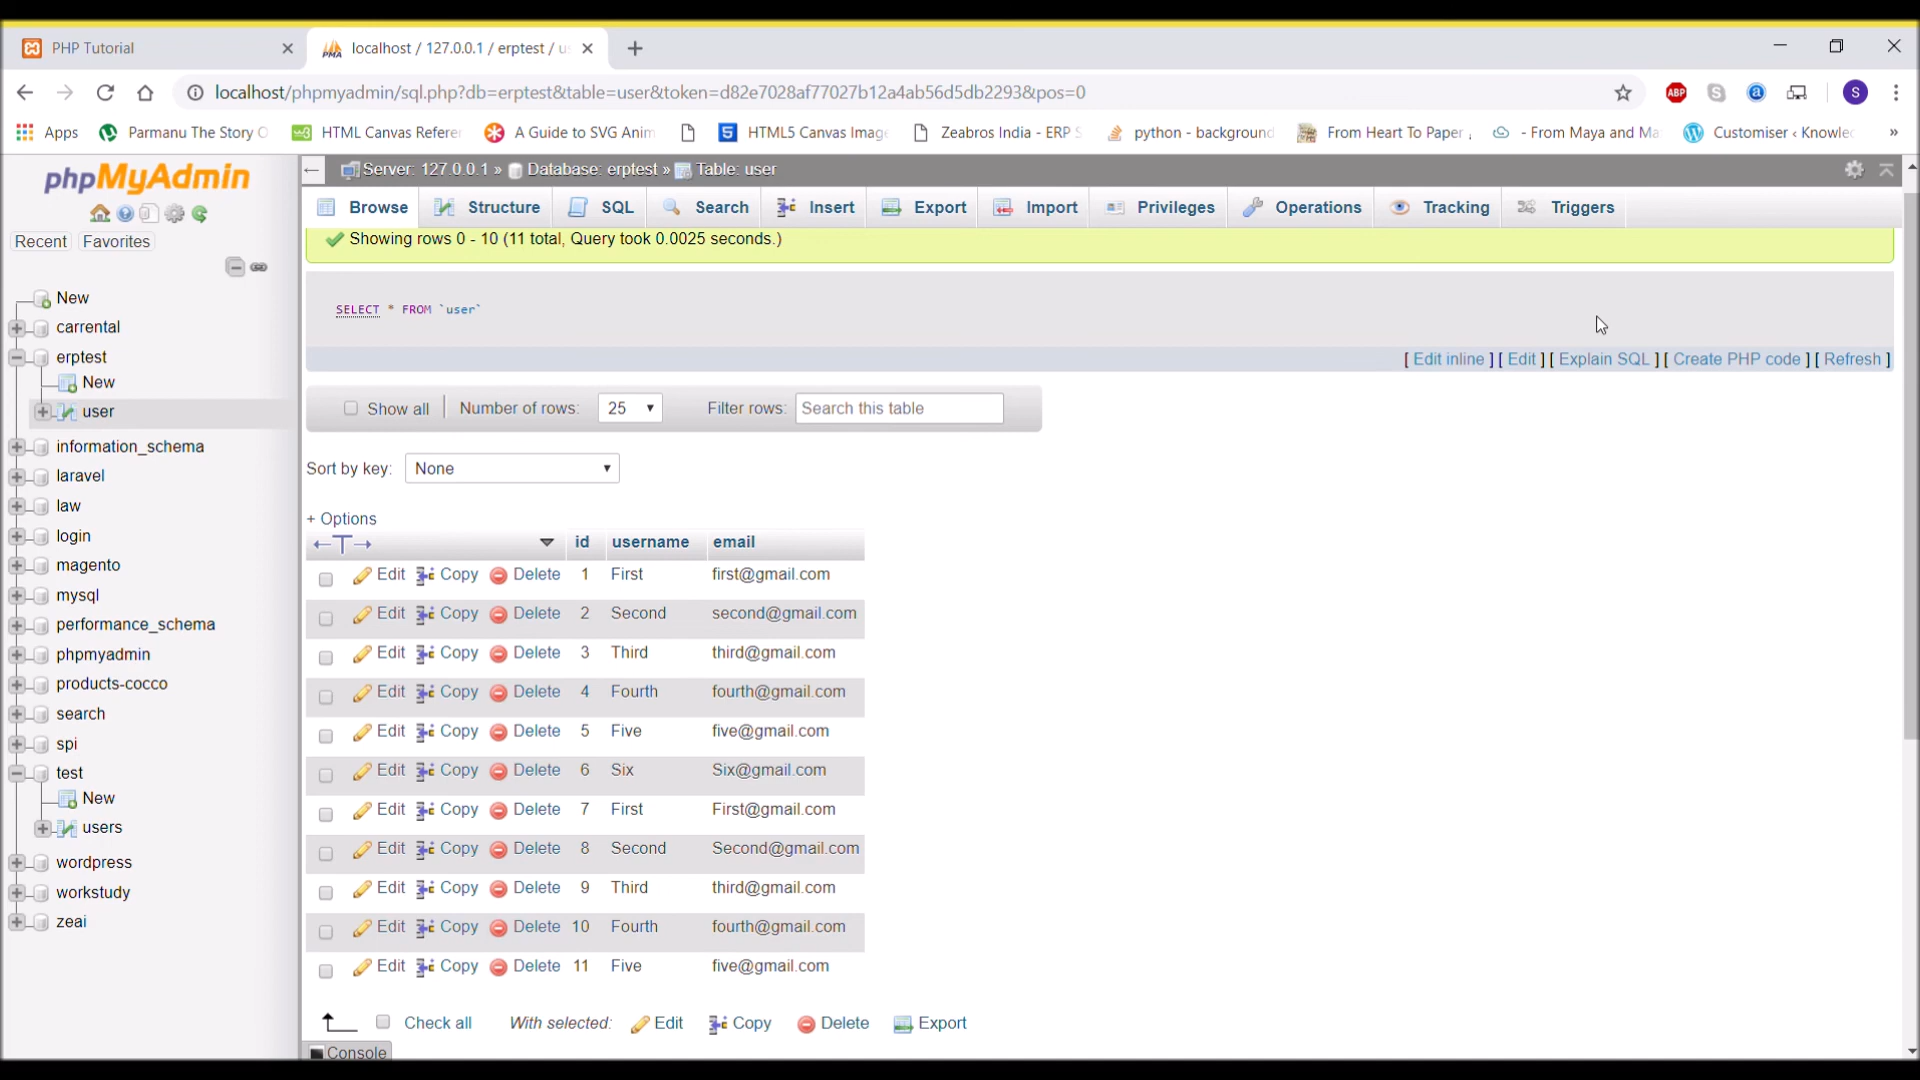 PHP Tutorial
localhost / 127.0.0.1 / erptest / us
localhost/phpmyadmin/sql.php?db=erptest&table=user&token=d82e7028af77027b12a4ab56d5db2293&pos=0
ABP S a S
Apps Parmanu The Story O HTML Canvas Referen A Guide to SVG Anim HTML5 Canvas Image Zeabros India - ERP S python - background From Heart To Paper , - From Maya and Ma Customiser ‹ Knowled »
phpMyAdmin
Recent Favorites
New
carrental
erptest
New
user
information_schema
laravel
law
login
magento
mysql
performance_schema
phpmyadmin
products-cocco
search
spi
test
New
users
wordpress
workstudy
zeai
Server: 127.0.0.1 » Database: erptest » Table: user
Browse Structure SQL Search Insert Export Import Privileges Operations Tracking Triggers
Showing rows 0 - 10 (11 total, Query took 0.0025 seconds.)
SELECT * FROM `user`
[ Edit inline ] [ Edit ] [ Explain SQL ] [ Create PHP code ] [ Refresh ]
Show all Number of rows: 25 Filter rows: Search this table
Sort by key: None
+ Options
id username email
Edit Copy Delete 1 First first@gmail.com
Edit Copy Delete 2 Second second@gmail.com
Edit Copy Delete 3 Third third@gmail.com
Edit Copy Delete 4 Fourth fourth@gmail.com
Edit Copy Delete 5 Five five@gmail.com
Edit Copy Delete 6 Six Six@gmail.com
Edit Copy Delete 7 First First@gmail.com
Edit Copy Delete 8 Second Second@gmail.com
Edit Copy Delete 9 Third third@gmail.com
Edit Copy Delete 10 Fourth fourth@gmail.com
Edit Copy Delete 11 Five five@gmail.com
Check all With selected: Edit Copy Delete Export
Console